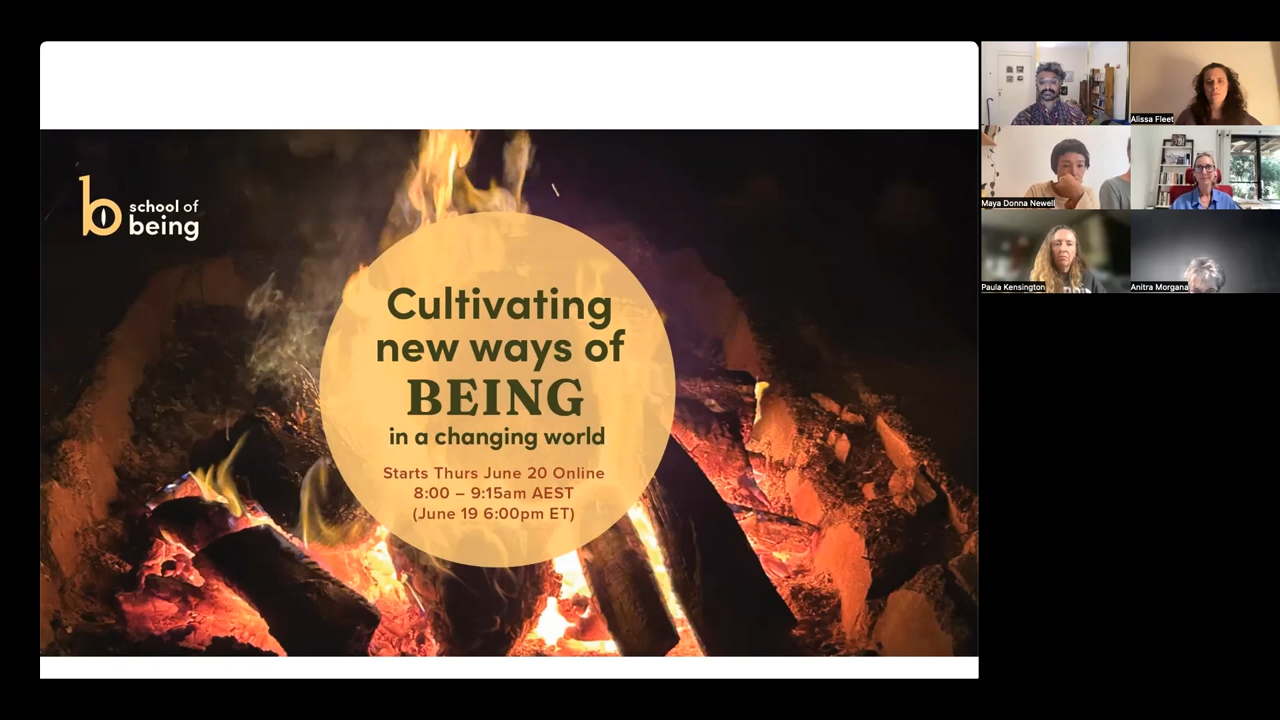 school of
being
Cultivating
new ways of
BEING
in a changing world
Starts Thurs June 20 Online
8:00 – 9:15am AEST
(June 19 6:00pm ET)
Alissa Fleet
Maya Donna Newell
Paula Kensington
Anitra Morgana